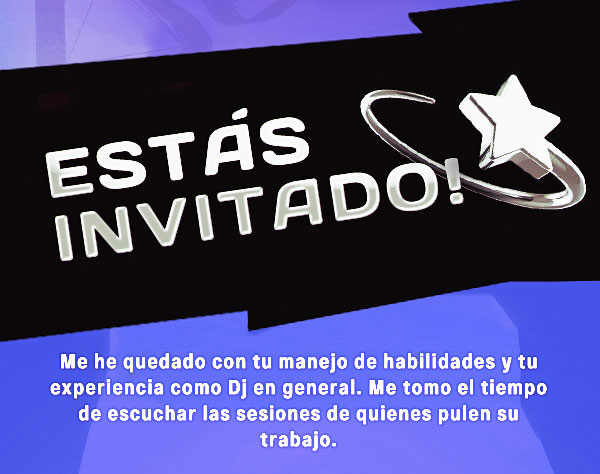 ESTÁS
INVITADO!
Me he quedado con tu manejo de habilidades y tu
experiencia como Dj en general. Me tomo el tiempo
de escuchar las sesiones de quienes pulen su
trabajo.